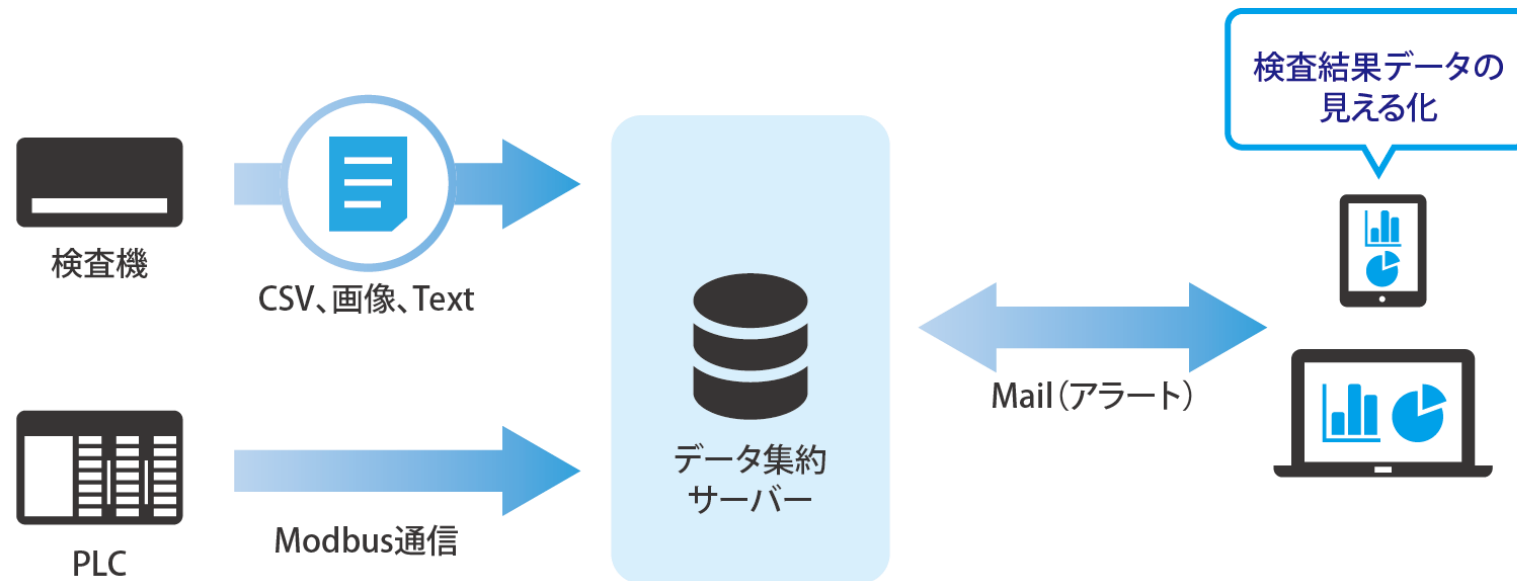 検査結果データの
見える化
検査機
CSV、画像、Text
データ集約
サーバー
Mail（アラート）
PLC
Modbus通信